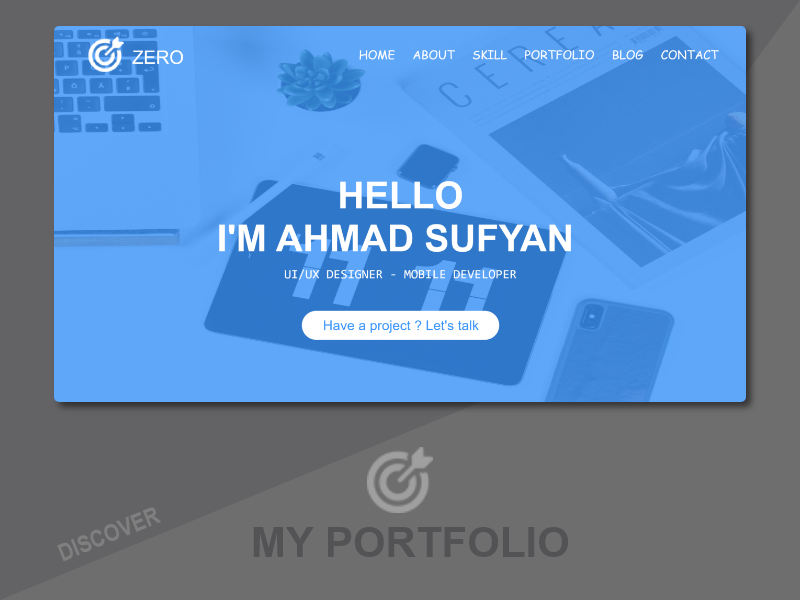 ZERO
HOME ABOUT SKILL PORTFOLIO BLOG CONTACT
CEREA
HELLO
I'M AHMAD SUFYAN
UI/UX DESIGNER - MOBILE DEVELOPER
Have a project ? Let's talk
DISCOVER
MY PORTFOLIO